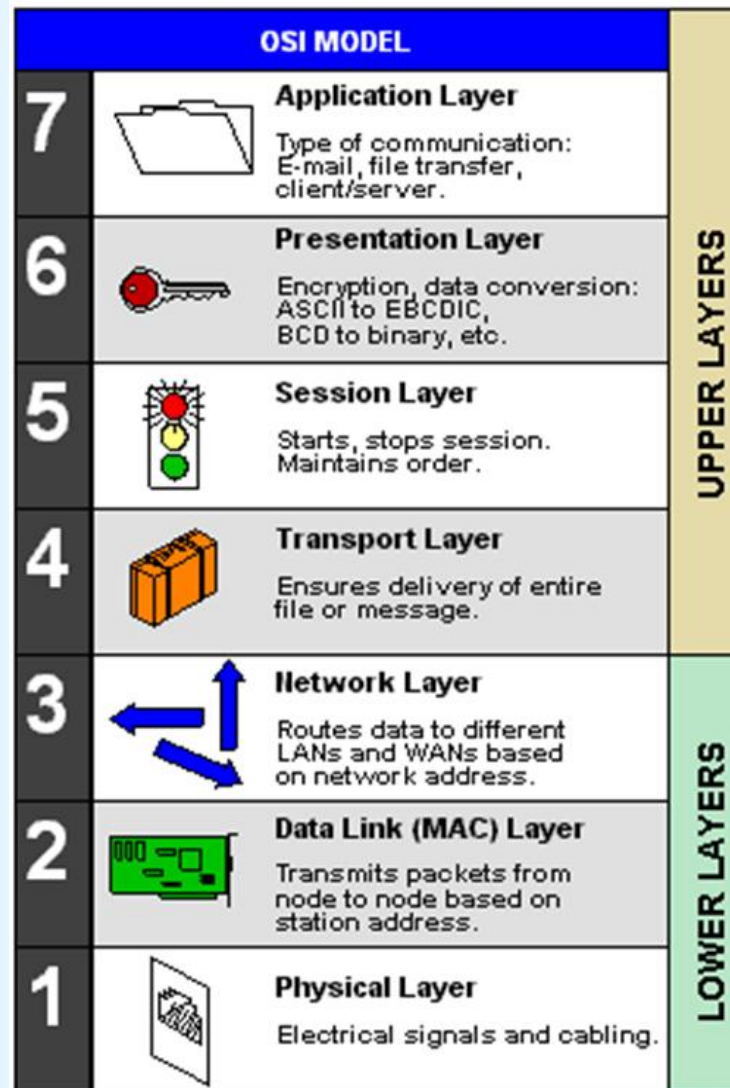 OSI MODEL
7
Application Layer
Type of communication:
E-mail, file transfer,
client/server.
6
Presentation Layer
Encryption, data conversion:
ASCII to EBCDIC,
BCD to binary, etc.
5
Session Layer
Starts, stops session.
Maintains order.
4
Transport Layer
Ensures delivery of entire
file or message.
UPPER LAYERS
3
Network Layer
Routes data to different
LANs and WANs based
on network address.
2
Data Link (MAC) Layer
Transmits packets from
node to node based on
station address.
1
Physical Layer
Electrical signals and cabling.
LOWER LAYERS